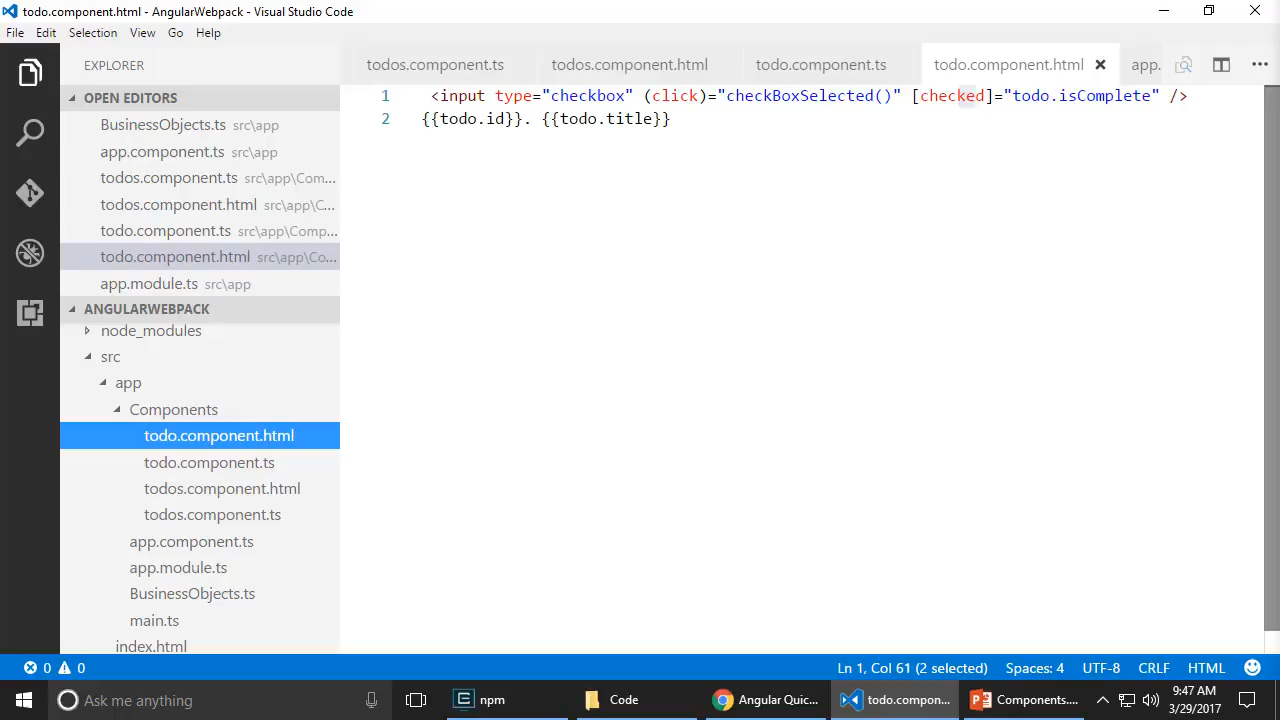 todo.component.html - AngularWebpack - Visual Studio Code
File Edit Selection View Go Help
EXPLORER
todos.component.ts todos.component.html todo.component.ts todo.component.html app.
OPEN EDITORS
BusinessObjects.ts src\app
app.component.ts src\app
todos.component.ts src\app\Com...
todos.component.html src\app\C...
todo.component.ts src\app\Comp...
todo.component.html src\app\Co...
app.module.ts src\app
ANGULARWEBPACK
node_modules
src
app
Components
todo.component.html
todo.component.ts
todos.component.html
todos.component.ts
app.component.ts
app.module.ts
BusinessObjects.ts
main.ts
index.html
1 <input type="checkbox" (click)="checkBoxSelected()" [checked]="todo.isComplete" />
2 {{todo.id}}. {{todo.title}}
0 0 Ln 1, Col 61 (2 selected) Spaces: 4 UTF-8 CRLF HTML
Ask me anything npm Code Angular Quic... todo.compon... Components.... 9:47 AM
3/29/2017